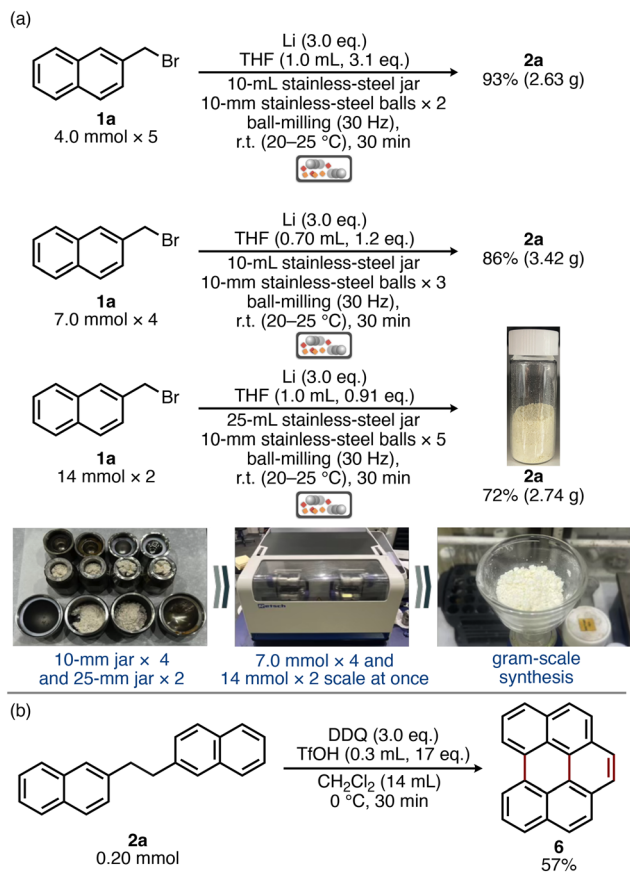 (a)
Br
1a
4.0 mmol × 5
Li (3.0 eq.)
THF (1.0 mL, 3.1 eq.)
10-mL stainless-steel jar
10-mm stainless-steel balls × 2
ball-milling (30 Hz),
r.t. (20–25 °C), 30 min
2a
93% (2.63 g)
Br
1a
7.0 mmol × 4
Li (3.0 eq.)
THF (0.70 mL, 1.2 eq.)
10-mL stainless-steel jar
10-mm stainless-steel balls × 3
ball-milling (30 Hz),
r.t. (20–25 °C), 30 min
2a
86% (3.42 g)
Br
1a
14 mmol × 2
Li (3.0 eq.)
THF (1.0 mL, 0.91 eq.)
25-mL stainless-steel jar
10-mm stainless-steel balls × 5
ball-milling (30 Hz),
r.t. (20–25 °C), 30 min
2a
72% (2.74 g)
10-mm jar × 4
and 25-mm jar × 2
7.0 mmol × 4 and
14 mmol × 2 scale at once
gram-scale
synthesis
(b)
2a
0.20 mmol
DDQ (3.0 eq.)
TfOH (0.3 mL, 17 eq.)
CH₂Cl₂ (14 mL)
0 °C, 30 min
6
57%